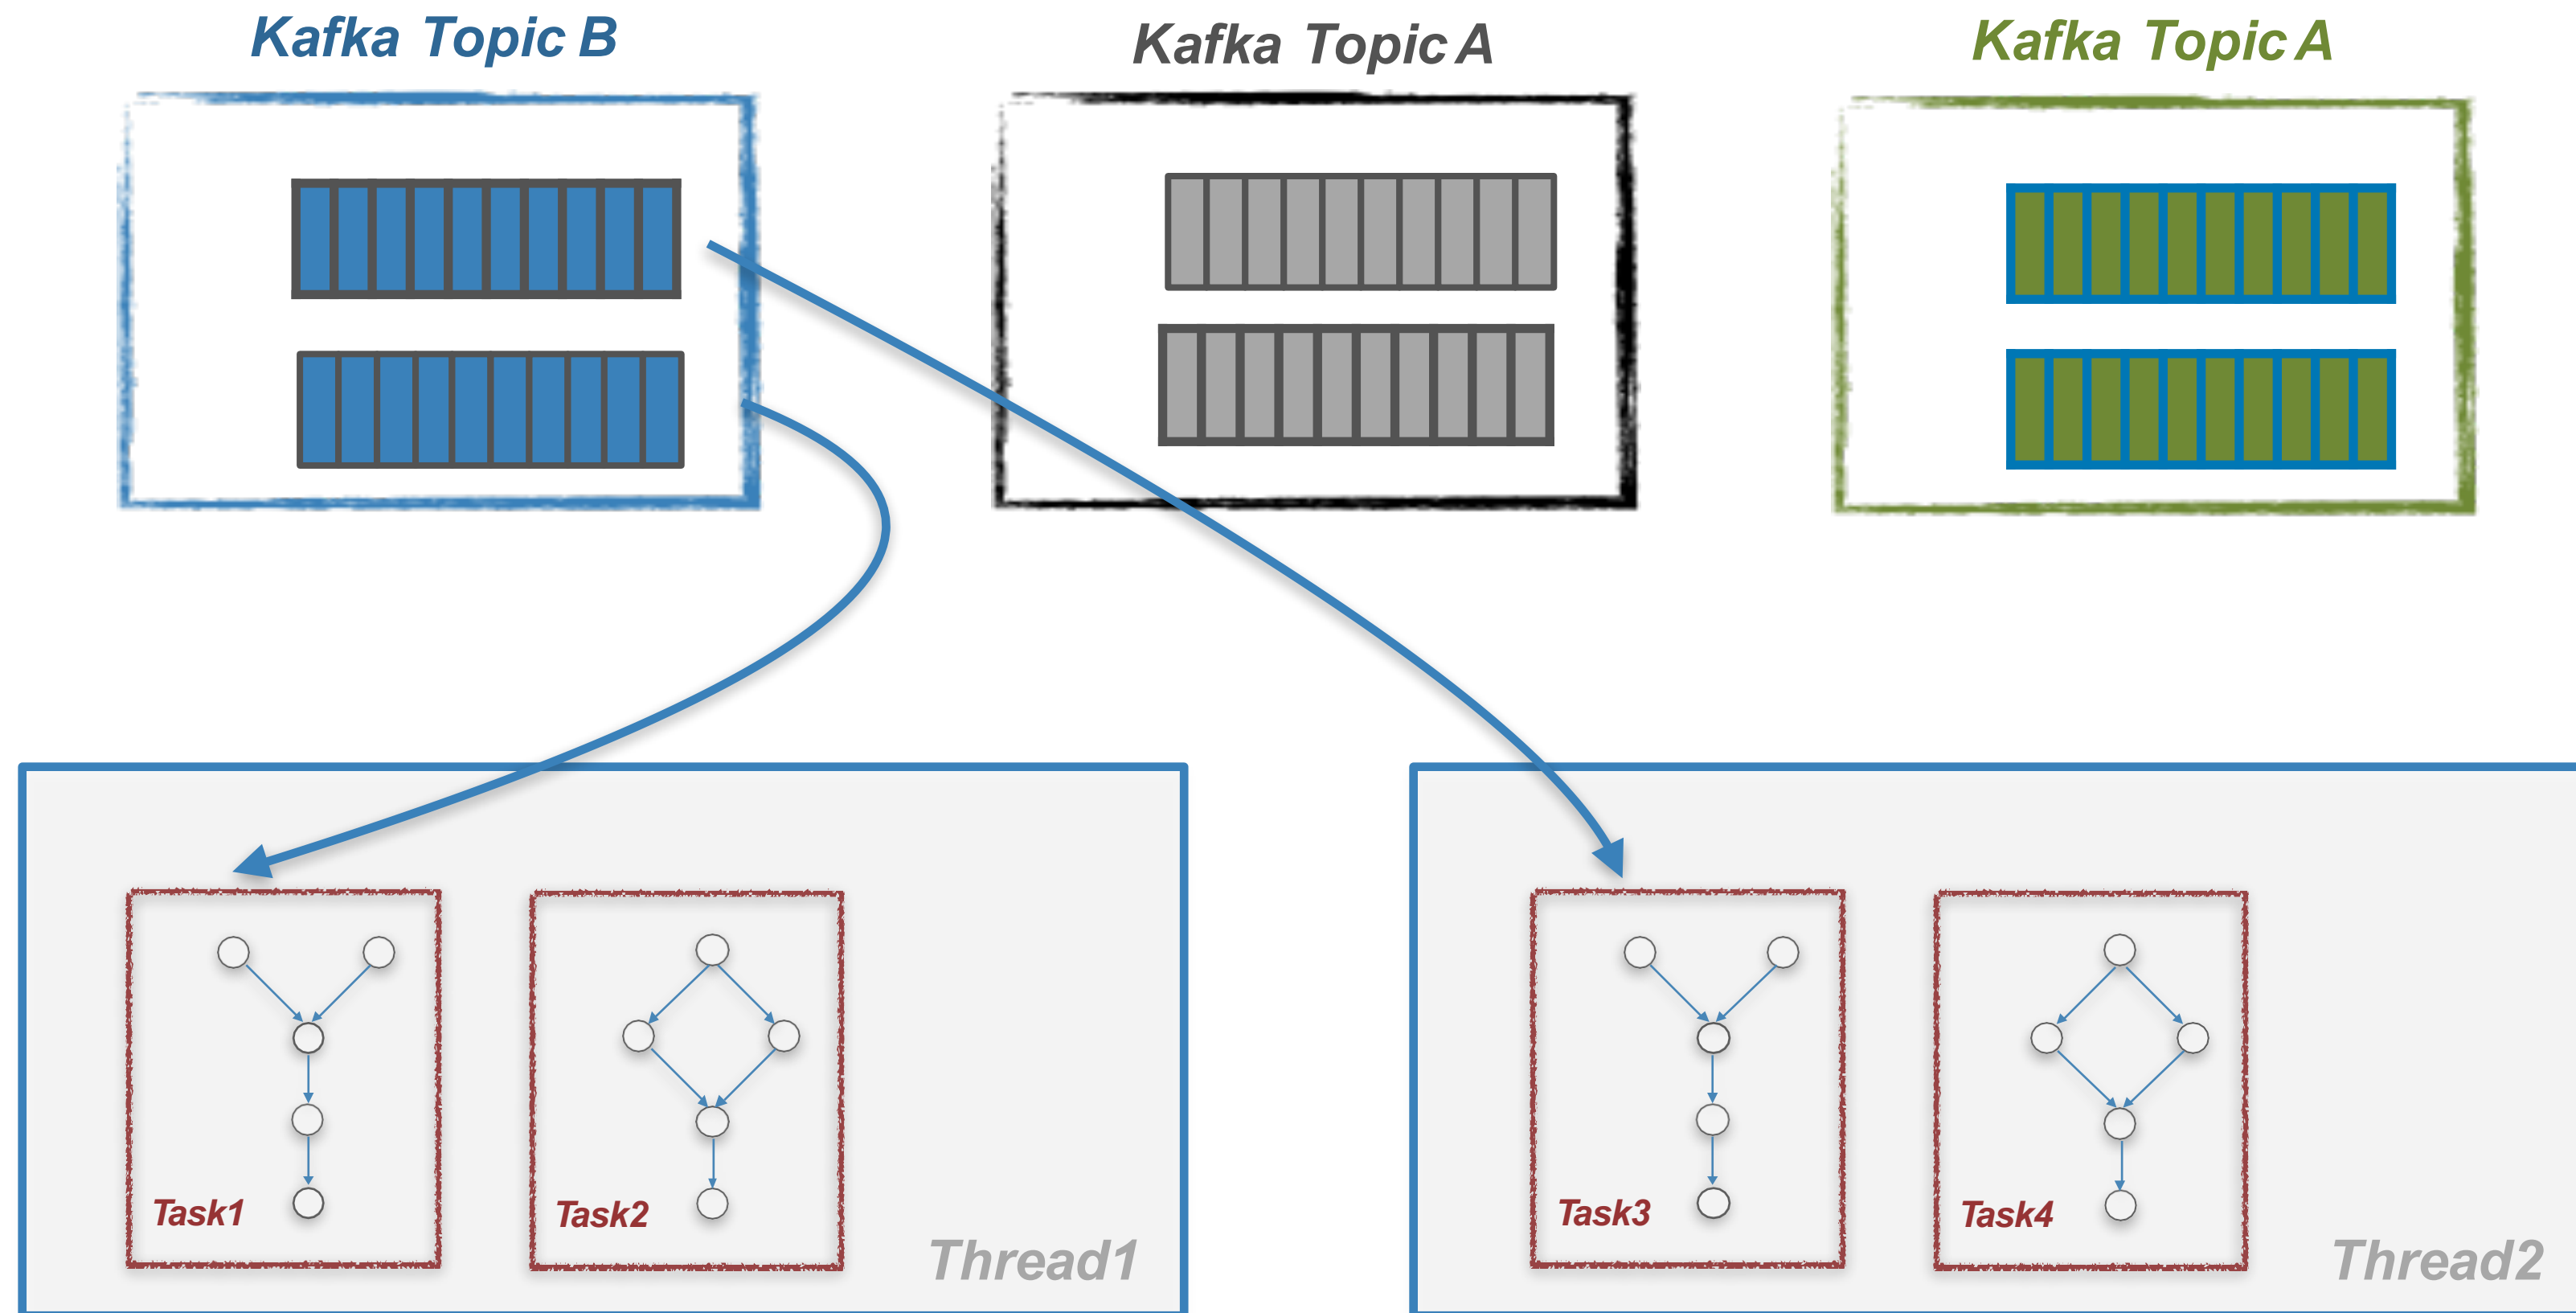 Kafka Topic B
Kafka Topic A
Kafka Topic A
Task1
Task2
Thread1
Task3
Task4
Thread2